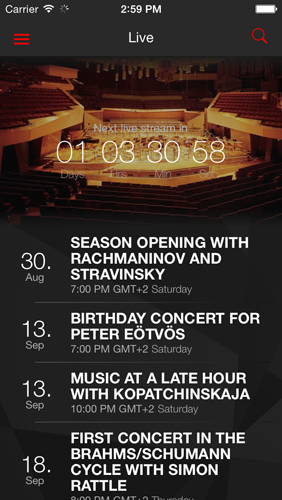 Carrier 2:59 PM
Live
Next live stream in
01 03 30 58
Days Hrs Min Sec
30. SEASON OPENING WITH
Aug RACHMANINOV AND
STRAVINSKY
7:00 PM GMT+2 Saturday
13. BIRTHDAY CONCERT FOR
Sep PETER EÖTVÖS
7:00 PM GMT+2 Saturday
13. MUSIC AT A LATE HOUR
Sep WITH KOPATCHINSKAJA
10:00 PM GMT+2 Saturday
18. FIRST CONCERT IN THE
Sep BRAHMS/SCHUMANN
CYCLE WITH SIMON
RATTLE
8:00 PM GMT+2 Thursday